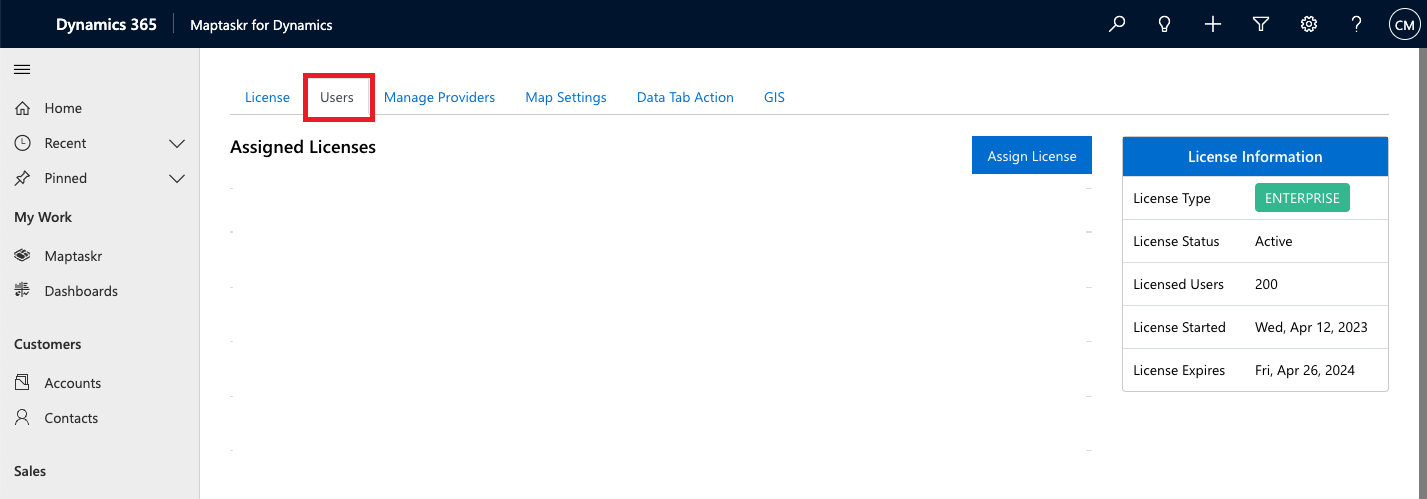 Dynamics 365 Maptaskr for Dynamics CM
Home
Recent
Pinned
My Work
Maptaskr
Dashboards
Customers
Accounts
Contacts
Sales
License Users Manage Providers Map Settings Data Tab Action GIS
Assigned Licenses
Assign License
License Information
License Type ENTERPRISE
License Status Active
Licensed Users 200
License Started Wed, Apr 12, 2023
License Expires Fri, Apr 26, 2024